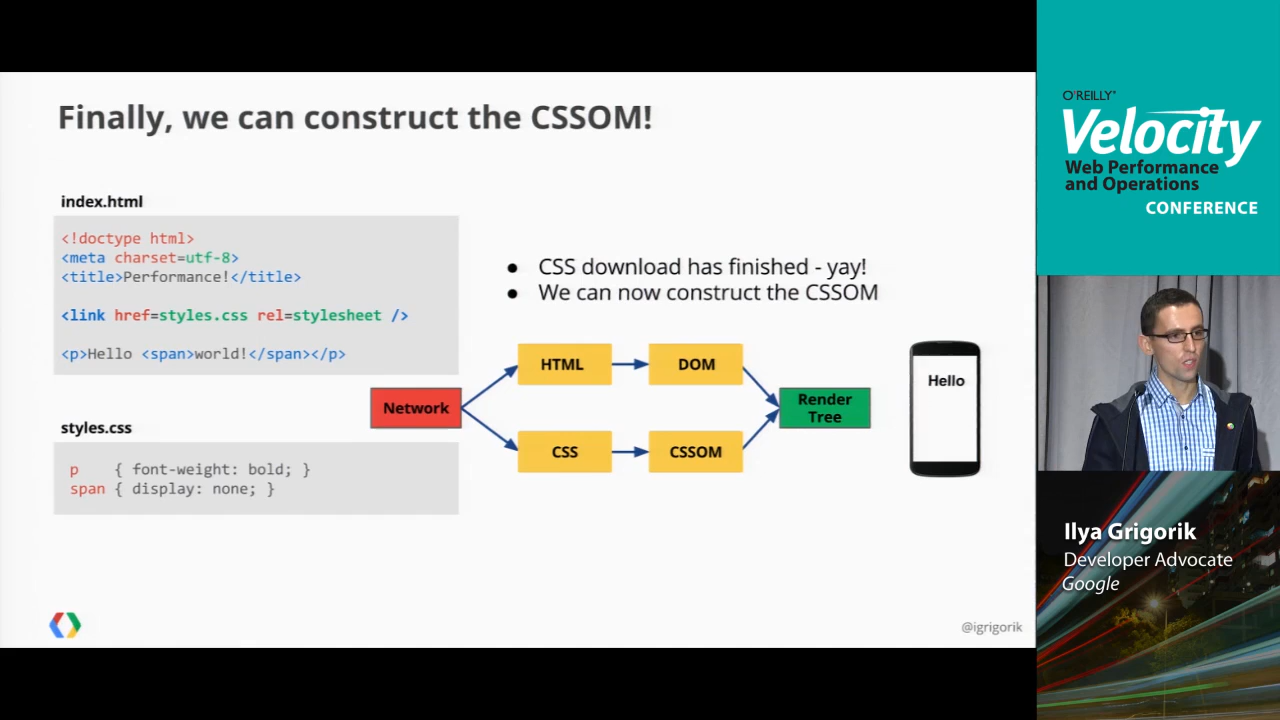 Finally, we can construct the CSSOM!
index.html
<!doctype html>
<meta charset=utf-8>
<title>Performance!</title>
<link href=styles.css rel=stylesheet />
<p>Hello <span>world!</span></p>
styles.css
p { font-weight: bold; }
span { display: none; }
● CSS download has finished - yay!
● We can now construct the CSSOM
Network
HTML
DOM
CSS
CSSOM
Render
Tree
Hello
@igrigorik
O'REILLY®
Velocity
Web Performance
and Operations
CONFERENCE
Ilya Grigorik
Developer Advocate
Google